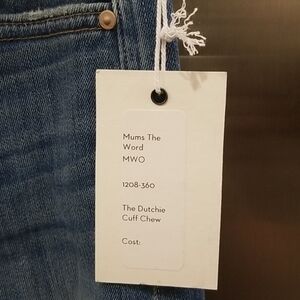 Mums The
Word
MWO
1208-360
The Dutchie
Cuff Chew
Cost: